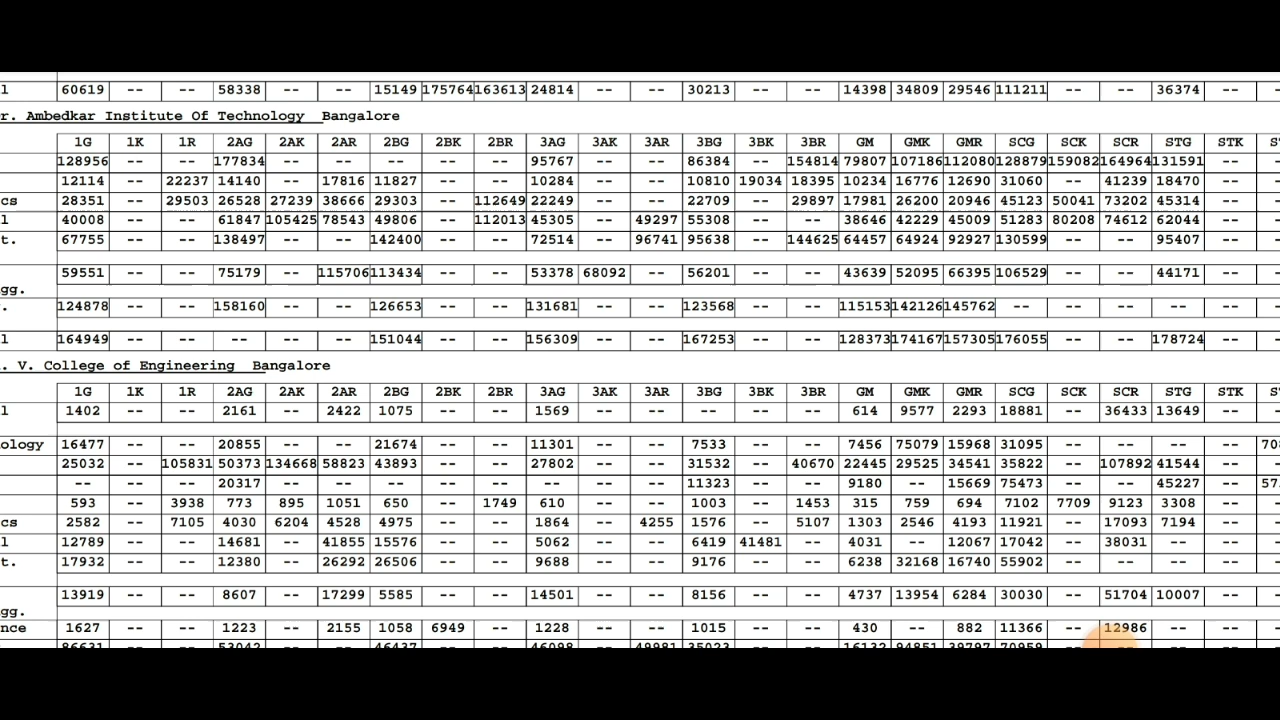 l 60619 -- -- 58338 -- -- 15149 175764 163613 24814 -- -- 30213 -- -- 14398 34809 29546 111211 -- -- 36374 -- -
r. Ambedkar Institute Of Technology Bangalore
1G 1K 1R 2AG 2AK 2AR 2BG 2BK 2BR 3AG 3AK 3AR 3BG 3BK 3BR GM GMK GMR SCG SCK SCR STG STK ST
128956 -- -- 177834 -- -- -- -- -- 95767 -- -- 86384 -- 154814 79807 107186 112080 128879 159082 164964 131591 -- -
12114 -- 22237 14140 -- 17816 11827 -- -- 10284 -- -- 10810 19034 18395 10234 16776 12690 31060 -- 41239 18470 -- -
cs 28351 -- 29503 26528 27239 38666 29303 -- 112649 22249 -- -- 22709 -- 29897 17981 26200 20946 45123 50041 73202 45314 -- -
l 40008 -- -- 61847 105425 78543 49806 -- 112013 45305 -- 49297 55308 -- -- 38646 42229 45009 51283 80208 74612 62044 -- -
t. 67755 -- -- 138497 -- -- 142400 -- -- 72514 -- 96741 95638 -- 144625 64457 64924 92927 130599 -- -- 95407 -- -
59551 -- -- 75179 -- 115706 113434 -- -- 53378 68092 -- 56201 -- -- 43639 52095 66395 106529 -- -- 44171 -- -
gg.
. 124878 -- -- 158160 -- -- 126653 -- -- 131681 -- -- 123568 -- -- 115153 142126 145762 -- -- -- -- -- -
l 164949 -- -- -- -- -- 151044 -- -- 156309 -- -- 167253 -- -- 128373 174167 157305 176055 -- -- 178724 -- -
. V. College of Engineering Bangalore
1G 1K 1R 2AG 2AK 2AR 2BG 2BK 2BR 3AG 3AK 3AR 3BG 3BK 3BR GM GMK GMR SCG SCK SCR STG STK ST
l 1402 -- -- 2161 -- 2422 1075 -- -- 1569 -- -- -- -- -- 614 9577 2293 18881 -- 36433 13649 -- -
ology 16477 -- -- 20855 -- -- 21674 -- -- 11301 -- -- 7533 -- -- 7456 75079 15968 31095 -- -- -- -- 708
25032 -- 105831 50373 134668 58823 43893 -- -- 27802 -- -- 31532 -- 40670 22445 29525 34541 35822 -- 107892 41544 -- -
-- -- -- 20317 -- -- -- -- -- -- -- -- 11323 -- -- 9180 -- 15669 75473 -- -- 45227 -- 57
593 -- 3938 773 895 1051 650 -- 1749 610 -- -- 1003 -- 1453 315 759 694 7102 7709 9123 3308 -- -
cs 2582 -- 7105 4030 6204 4528 4975 -- -- 1864 -- 4255 1576 -- 5107 1303 2546 4193 11921 -- 17093 7194 -- -
l 12789 -- -- 14681 -- 41855 15576 -- -- 5062 -- -- 6419 41481 -- 4031 -- 12067 17042 -- 38031 -- -- -
t. 17932 -- -- 12380 -- 26292 26506 -- -- 9688 -- -- 9176 -- -- 6238 32168 16740 55902 -- -- -- -- -
13919 -- -- 8607 -- 17299 5585 -- -- 14501 -- -- 8156 -- -- 4737 13954 6284 30030 -- 51704 10007 -- -
gg.
nce 1627 -- -- 1223 -- 2155 1058 6949 -- 1228 -- -- 1015 -- -- 430 -- 882 11366 -- 12986 -- -- -